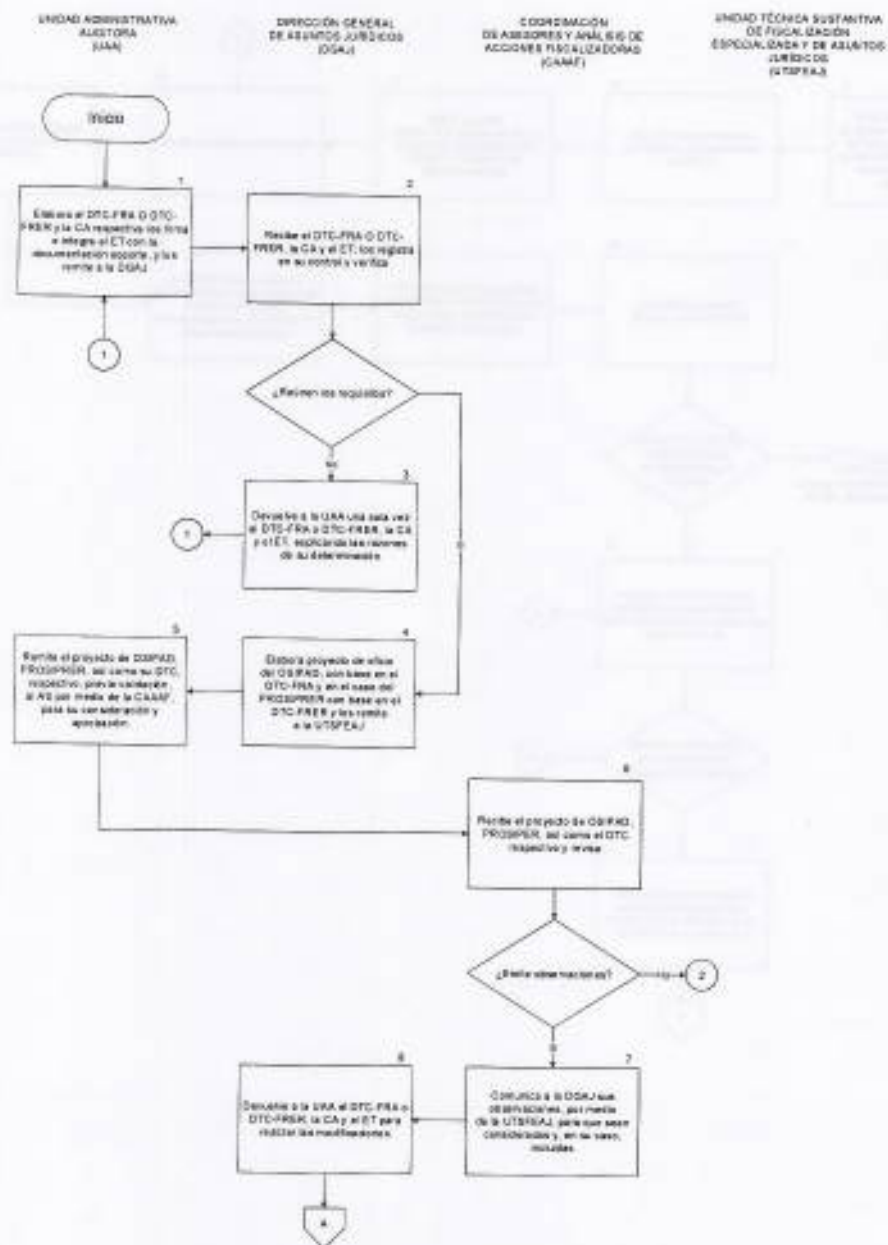 UNIDAD ADMINISTRATIVA
AUDITORA
(UAA)
DIRECCIÓN GENERAL
DE ASUNTOS JURÍDICOS
(DGAJ)
COORDINACIÓN
DE ASESORES Y ANÁLISIS DE
ACCIONES FISCALIZADORAS
(CAAAF)
UNIDAD TÉCNICA SUSTANTIVA
DE FISCALIZACIÓN
ESPECIALIZADA Y DE ASUNTOS
JURÍDICOS
(UTSFEAJ)
Inicio
1
Elabora el DTC-FRA O DTC-
FRER y la CA respectiva los firma
e integra el ET con la
documentación soporte, y los
remite a la DGAJ
2
Recibe el DTC-FRA O DTC-
FRER, la CA y el ET; los registra
en su control y verifica
1
¿Reúnen los requisitos?
No
3
Devuelve a la UAA una sola vez
el DTC-FRA o DTC-FRER, la CA
y el ET, explicando las razones
de su determinación
1
5
Remite el proyecto de OSIPAD,
PROSIPRER, así como su DTC,
respectivo, previa validación
al AS por medio de la CAAAF,
para su consideración y
aprobación.
4
Elabora proyecto de oficio
del OSIPAD, con base en el
DTC-FRA y en el caso del
PROSIPRER con base en el
DTC-FRER y los remite
a la UTSFEAJ
6
Recibe el proyecto de OSIPAD,
PROSIPER, así como el DTC
respectivo y revisa
¿Emite observaciones?
2
8
Devuelve a la UAA el DTC-FRA o
DTC-FRER, la CA y el ET para
realizar las modificaciones.
7
Comunica a la DGAJ sus
observaciones, por medio
de la UTSFEAJ, para que sean
consideradas y, en su caso,
incluidas.
A